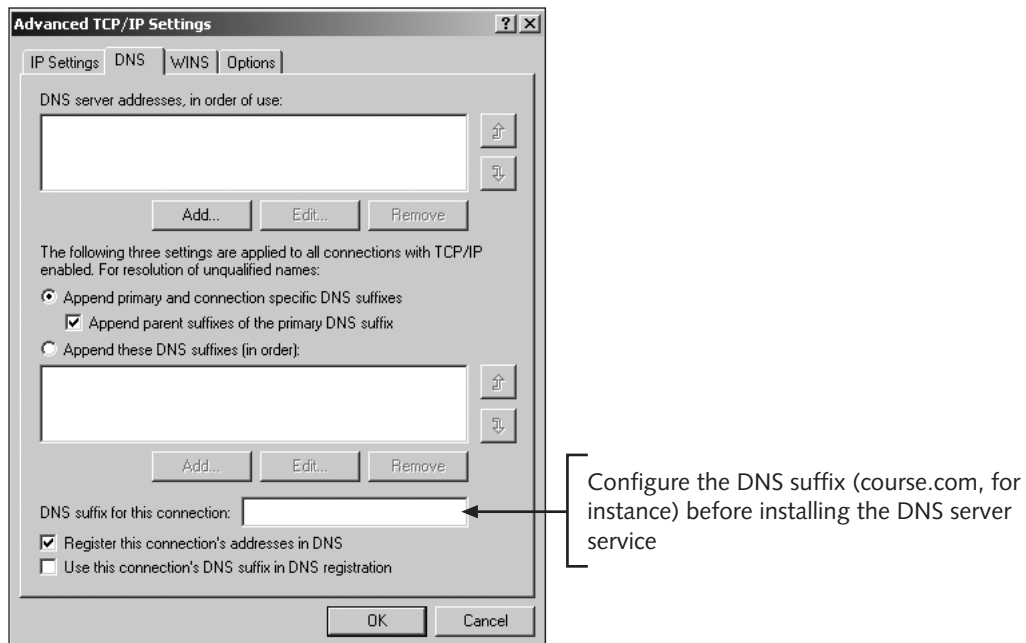 Advanced TCP/IP Settings
IP Settings DNS WINS Options
DNS server addresses, in order of use:
Add... Edit... Remove
The following three settings are applied to all connections with TCP/IP
enabled. For resolution of unqualified names:
Append primary and connection specific DNS suffixes
Append parent suffixes of the primary DNS suffix
Append these DNS suffixes (in order):
Add... Edit... Remove
DNS suffix for this connection:
Register this connection's addresses in DNS
Use this connection's DNS suffix in DNS registration
OK Cancel
Configure the DNS suffix (course.com, for
instance) before installing the DNS server
service